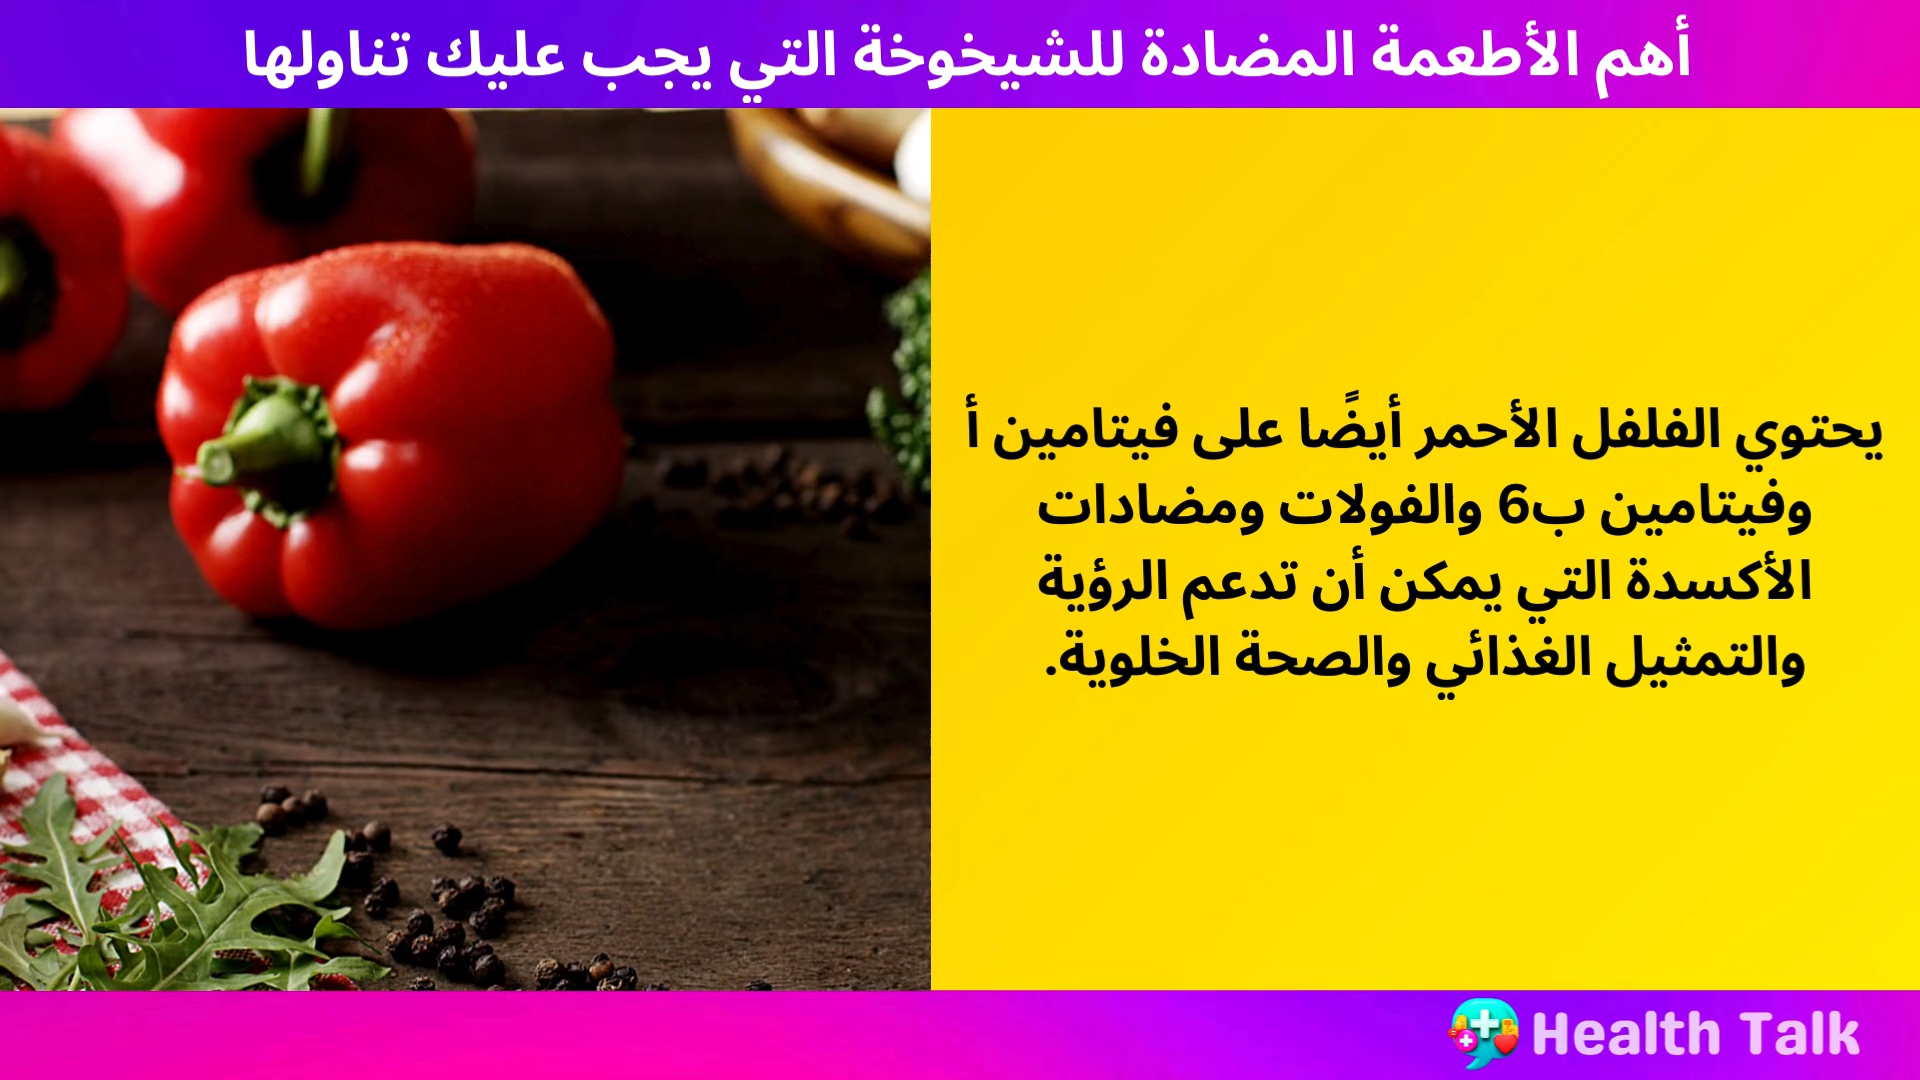 أهم الأطعمة المضادة للشيخوخة التي يجب عليك تناولها
يحتوي الفلفل الأحمر أيضًا على فيتامين أ
وفيتامين ب6 والفولات ومضادات
الأكسدة التي يمكن أن تدعم الرؤية
والتمثيل الغذائي والصحة الخلوية.
Health Talk